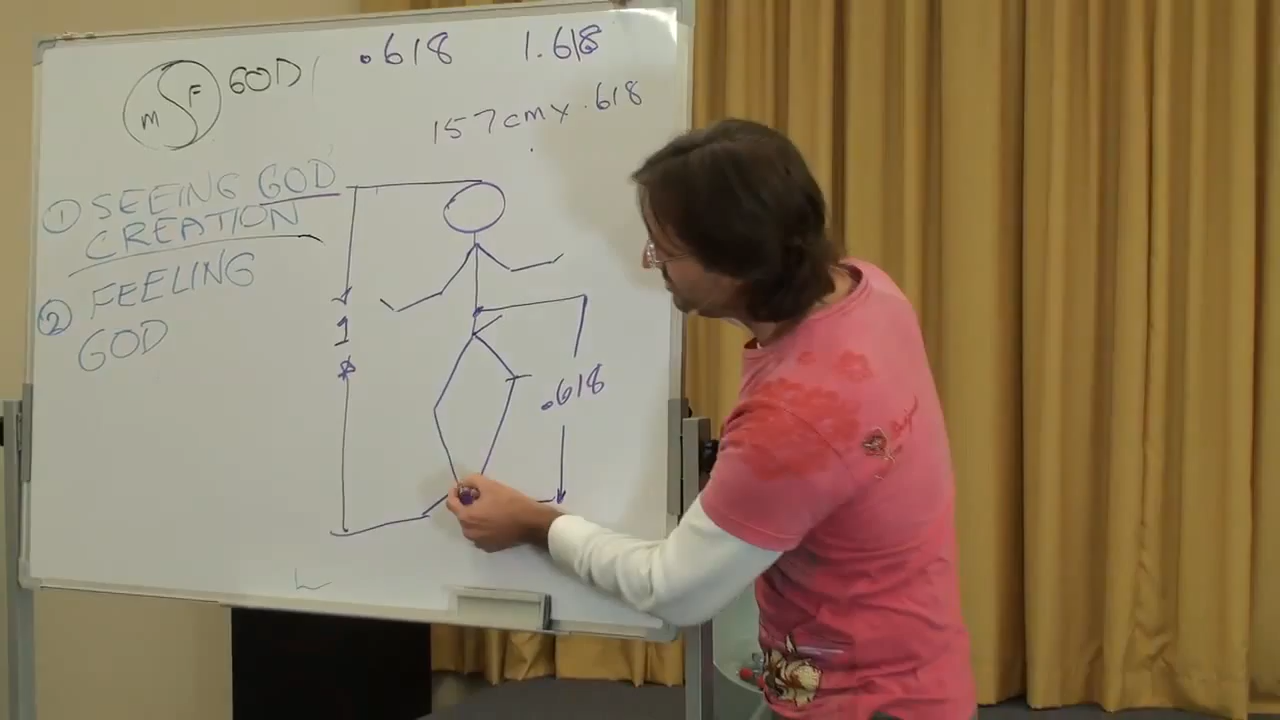 .618 1.618
M F GOD
157cm x .618
① SEEING GOD
CREATION
② FEELING
GOD
1
.618